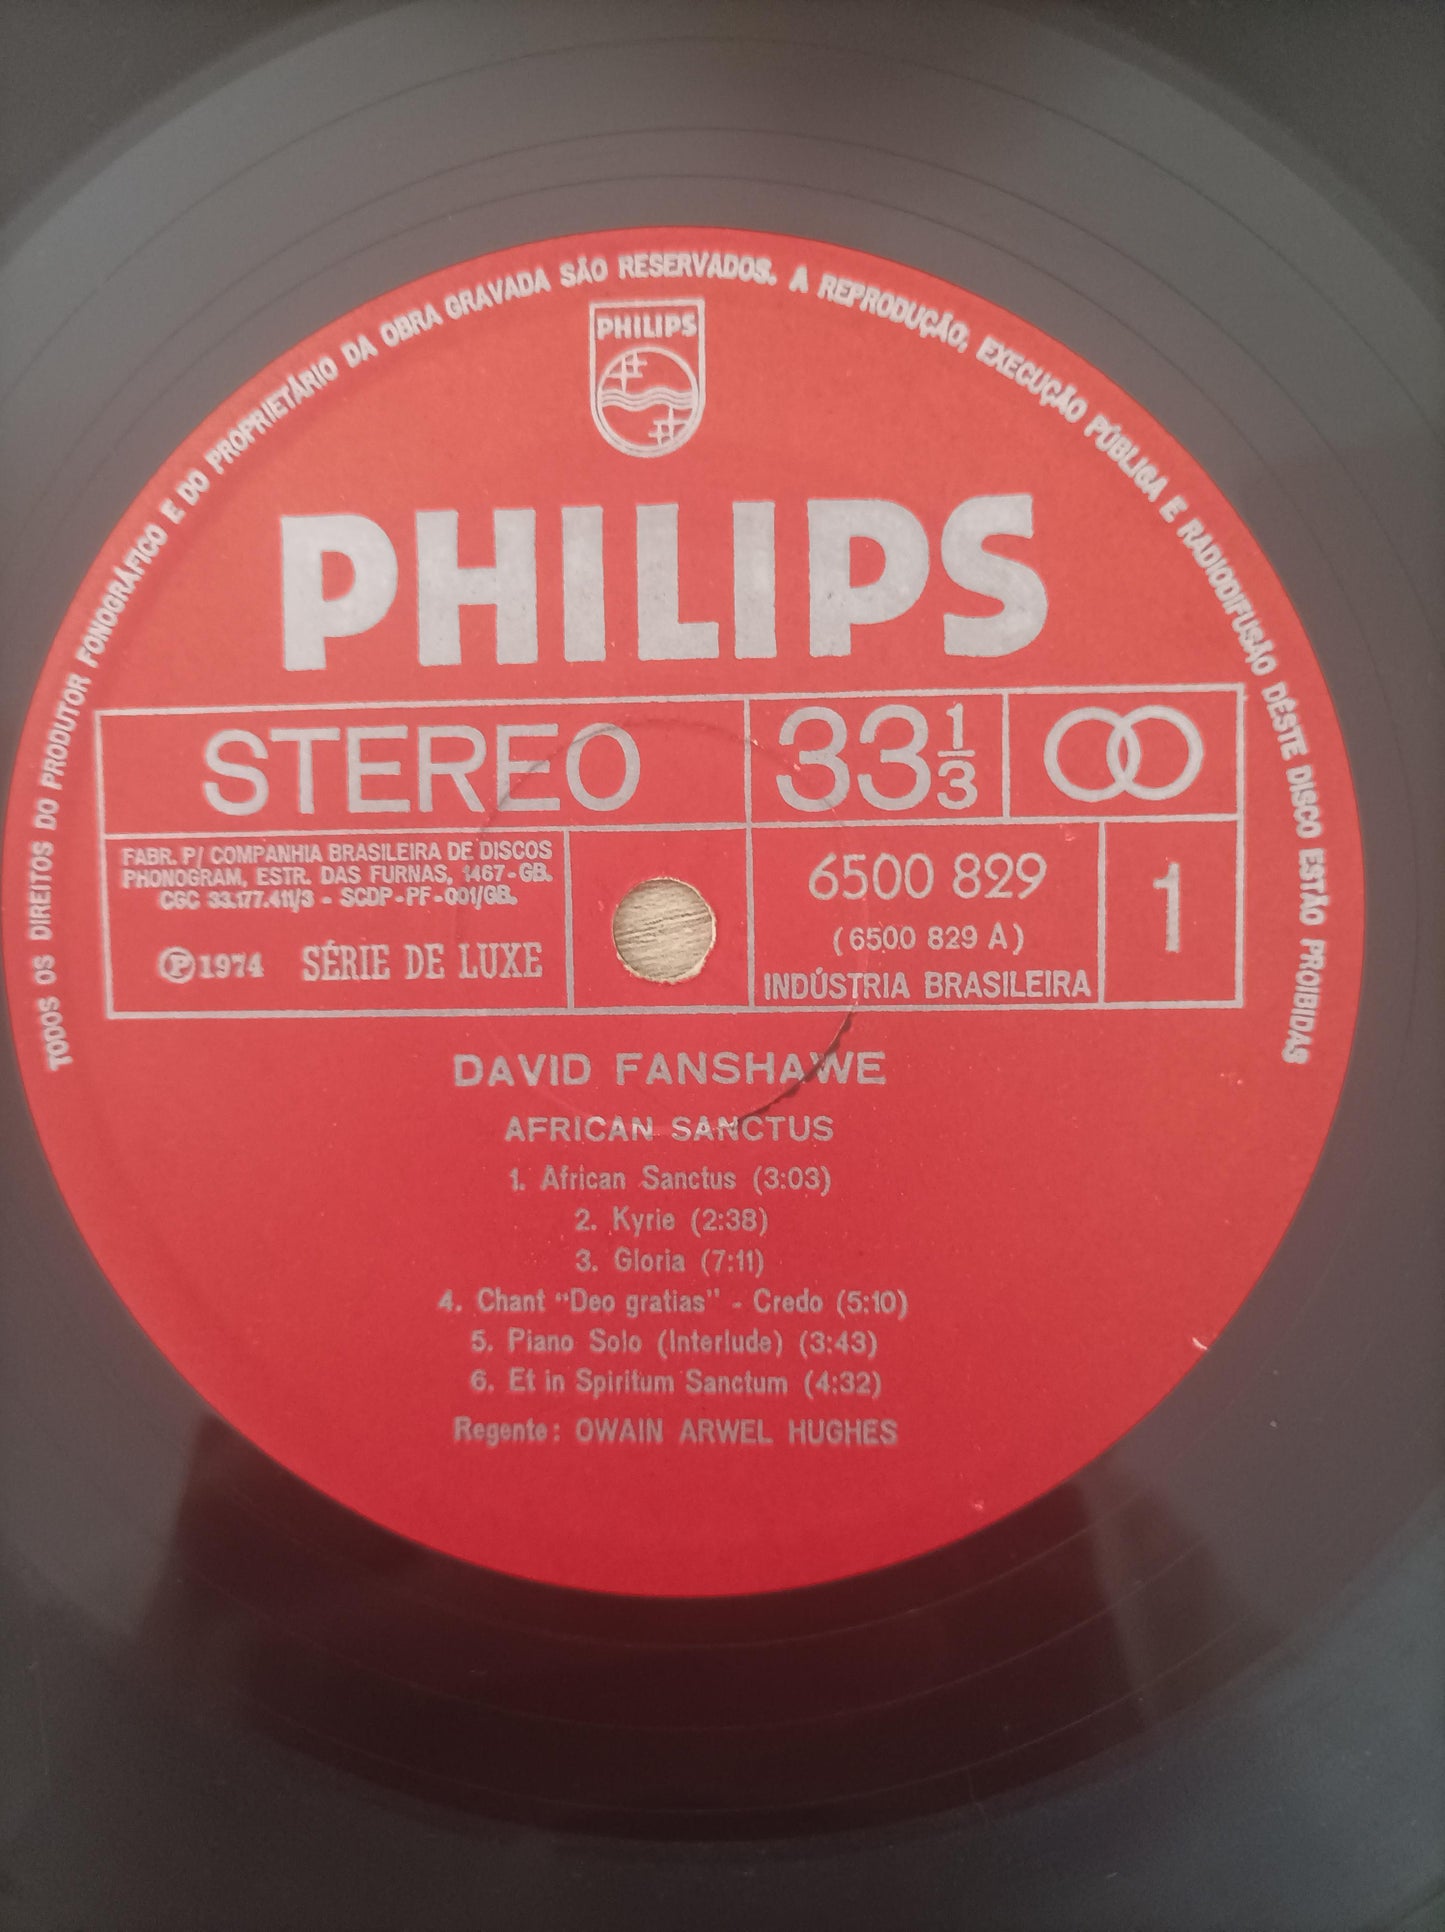 TODOS OS DIREITOS DO PRODUTOR FONOGRÁFICO E DO PROPRIETÁRIO DA OBRA GRAVADA SÃO RESERVADOS. A REPRODUÇÃO, EXECUÇÃO PÚBLICA E RADIODIFUSÃO DÊSTE DISCO ESTÃO PROIBIDAS
PHILIPS
PHILIPS
STEREO
33 1/3
FABR. P/ COMPANHIA BRASILEIRA DE DISCOS
PHONOGRAM, ESTR. DAS FURNAS, 1467-GB.
CGC 33.177.411/3 - SCDP-PF-001/GB.
℗1974 SÉRIE DE LUXE
6500 829
(6500 829 A)
INDÚSTRIA BRASILEIRA
1
DAVID FANSHAWE
AFRICAN SANCTUS
1. African Sanctus (3:03)
2. Kyrie (2:38)
3. Gloria (7:11)
4. Chant "Deo gratias" - Credo (5:10)
5. Piano Solo (Interlude) (3:43)
6. Et in Spiritum Sanctum (4:32)
Regente: OWAIN ARWEL HUGHES